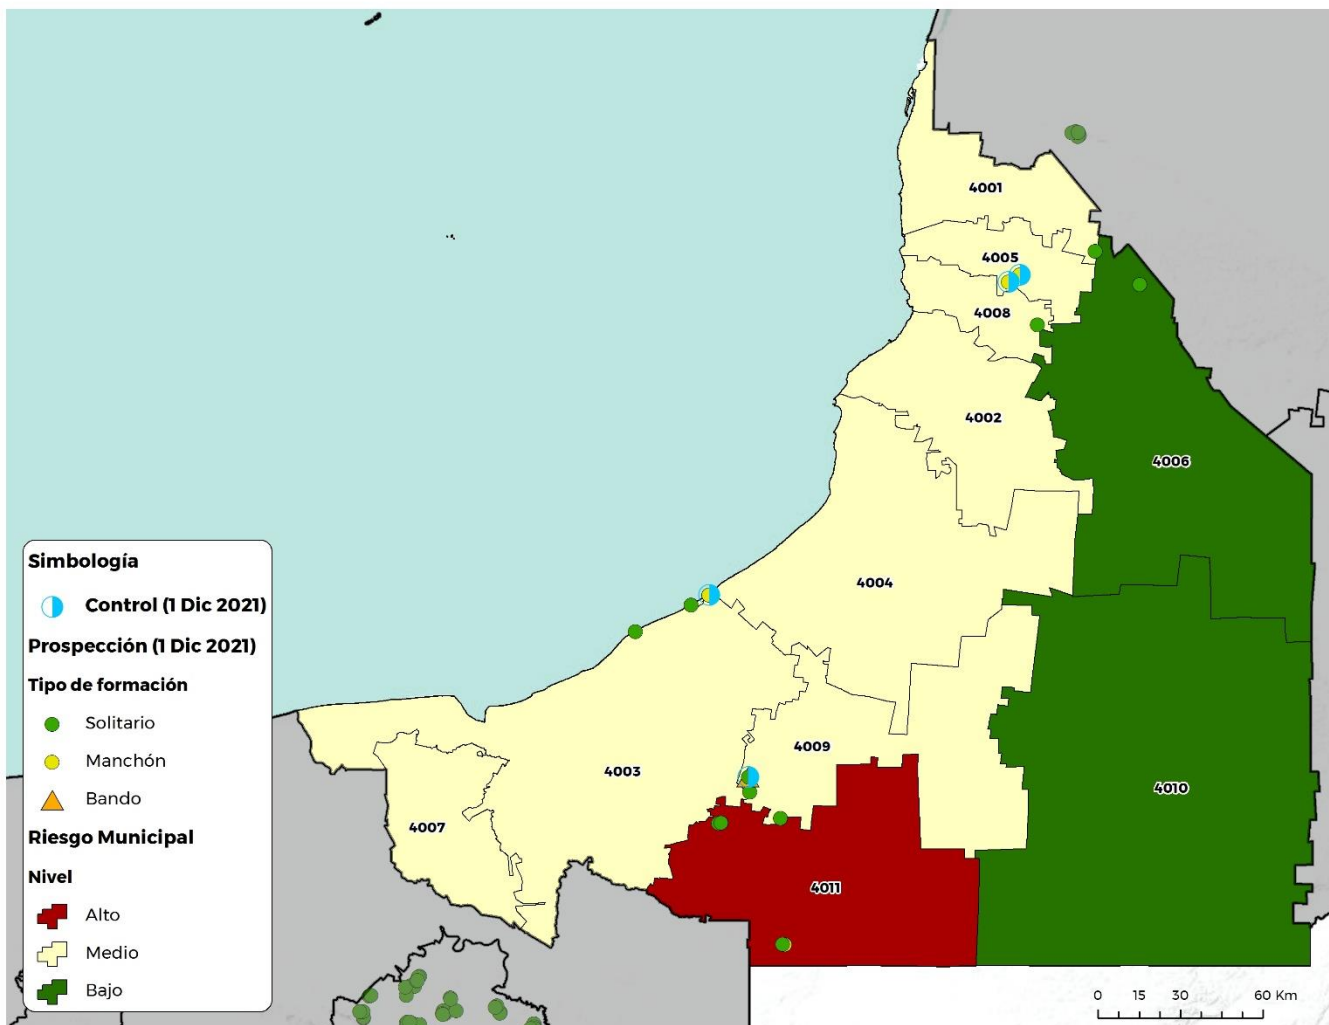 4001
4005
4008
4002
4006
4004
4009
4003
4010
4007
4011
Simbología
Control (1 Dic 2021)
Prospección (1 Dic 2021)
Tipo de formación
Solitario
Manchón
Bando
Riesgo Municipal
Nivel
Alto
Medio
Bajo
0 15 30 60 Km